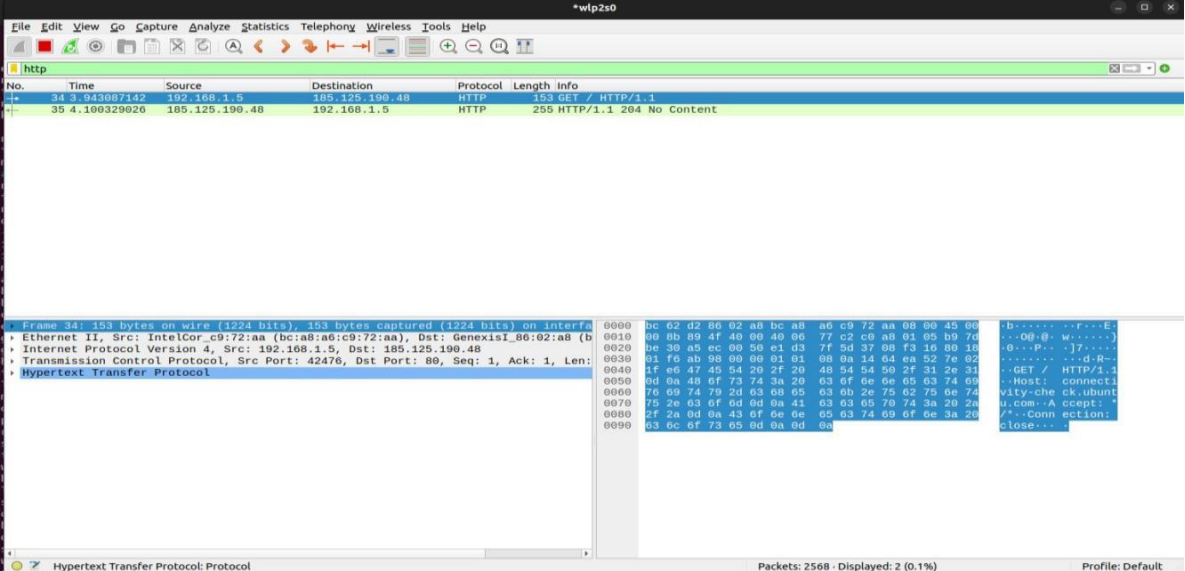 *wlp2s0
File Edit View Go Capture Analyze Statistics Telephony Wireless Tools Help
http
No. Time Source Destination Protocol Length Info
34 3.943087142 192.168.1.5 185.125.190.48 HTTP 153 GET / HTTP/1.1
35 4.100329026 185.125.190.48 192.168.1.5 HTTP 255 HTTP/1.1 204 No Content
Frame 34: 153 bytes on wire (1224 bits), 153 bytes captured (1224 bits) on interfa
Ethernet II, Src: IntelCor_c9:72:aa (bc:a8:a6:c9:72:aa), Dst: GenexisI_86:02:a8 (b
Internet Protocol Version 4, Src: 192.168.1.5, Dst: 185.125.190.48
Transmission Control Protocol, Src Port: 42476, Dst Port: 80, Seq: 1, Ack: 1, Len:
Hypertext Transfer Protocol
0000 bc 62 d2 86 02 a8 bc a8 a6 c9 72 aa 08 00 45 00 ·b······ ··r···E·
0010 00 8b 89 4f 40 00 40 06 77 c2 c0 a8 01 05 b9 7d ···O@·@· w······}
0020 be 30 a5 ec 00 50 e1 d3 7f 5d 37 08 f3 16 80 18 ·0···P·· ·]7·····
0030 01 f6 ab 98 00 00 01 01 08 0a 14 64 ea 52 7e 02 ········ ···d·R~·
0040 1f e6 47 45 54 20 2f 20 48 54 54 50 2f 31 2e 31 ··GET / HTTP/1.1
0050 0d 0a 48 6f 73 74 3a 20 63 6f 6e 6e 65 63 74 69 ··Host: connecti
0060 76 69 74 79 2d 63 68 65 63 6b 2e 75 62 75 6e 74 vity-che ck.ubunt
0070 75 2e 63 6f 6d 0d 0a 41 63 63 65 70 74 3a 20 2a u.com··A ccept: *
0080 2f 2a 0d 0a 43 6f 6e 6e 65 63 74 69 6f 6e 3a 20 /*··Conn ection:
0090 63 6c 6f 73 65 0d 0a 0d 0a close··· ·
Hypertext Transfer Protocol: Protocol Packets: 2568 · Displayed: 2 (0.1%) Profile: Default